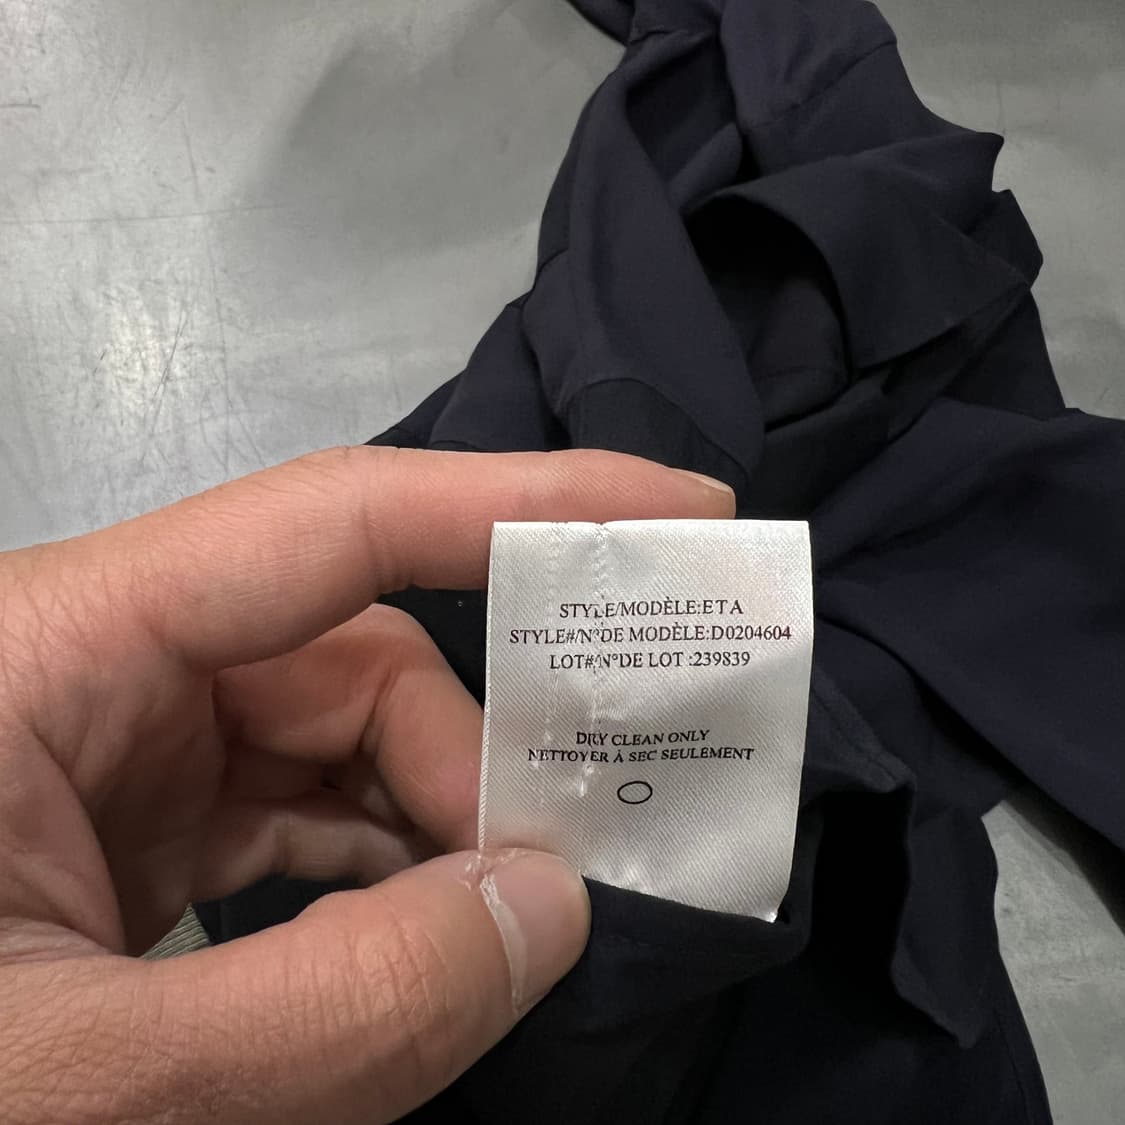 STYLE/MODÈLE:ETA
STYLE#/N°DE MODÈLE:D0204604
LOT#/N°DE LOT :239839
DRY CLEAN ONLY
NETTOYER À SEC SEULEMENT